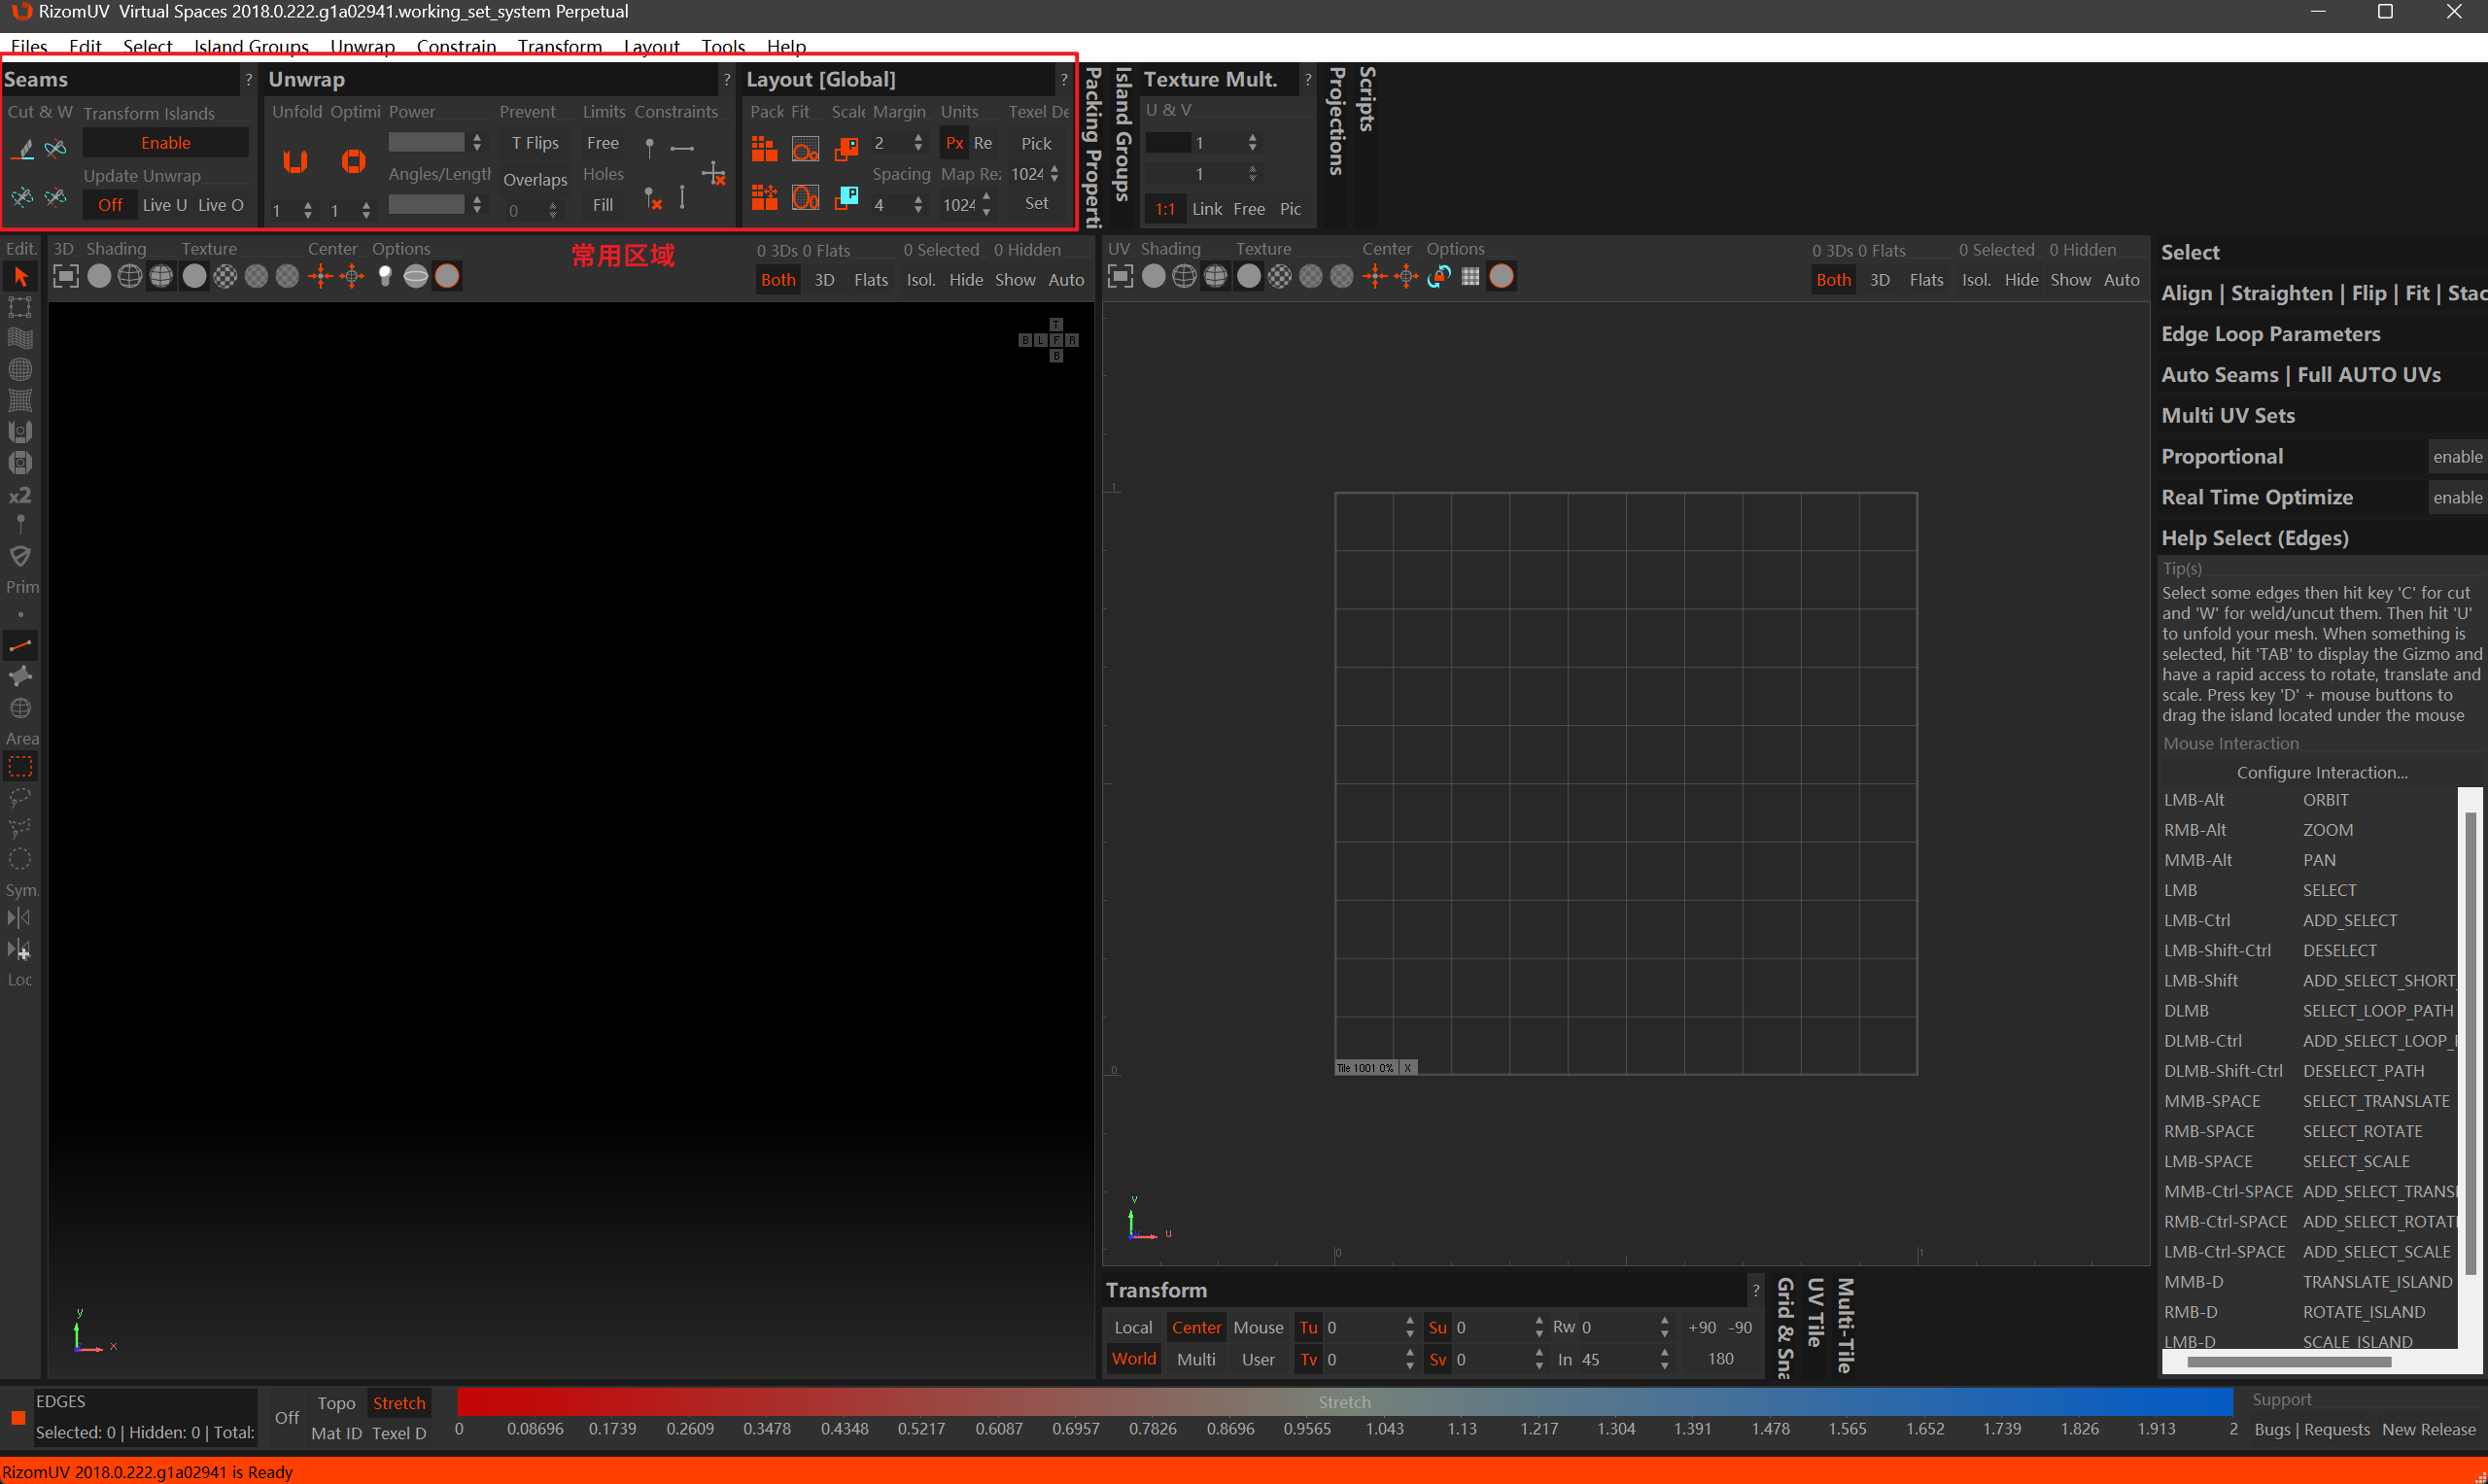 RizomUV Virtual Spaces 2018.0.222.g1a02941.working_set_system Perpetual
Files Edit Select Island Groups Unwrap Constrain Transform Layout Tools Help
Seams ?
Cut & W Transform Islands
Enable
Update Unwrap
Off Live U Live O
Unwrap ?
Unfold Optimi Power Prevent Limits Constraints
T Flips Free
Angles/Length Overlaps Holes
1 1 0 Fill
Layout [Global] ?
Pack Fit Scale Margin Units Texel De
2 Px Re Pick
Spacing Map Rez 1024
4 1024 Set
Packing Properti
Island Groups
Texture Mult. ?
U & V
1
1
1:1 Link Free Pic
Projections
Scripts
常用区域
Edit.
Prim
Area
Sym.
Loc
x2
3D Shading Texture Center Options
0 3Ds 0 Flats 0 Selected 0 Hidden
Both 3D Flats Isol. Hide Show Auto
T
B L F R
B
y
x
UV Shading Texture Center Options
0 3Ds 0 Flats 0 Selected 0 Hidden
Both 3D Flats Isol. Hide Show Auto
1
0
Tile 1001 0% X
v
u
0 1
Transform ?
Local Center Mouse Tu 0 Su 0 Rw 0 +90 -90
World Multi User Tv 0 Sv 0 In 45 180
Grid & Sna
UV Tile
Multi-Tile
Select
Align | Straighten | Flip | Fit | Stac
Edge Loop Parameters
Auto Seams | Full AUTO UVs
Multi UV Sets
Proportional enable
Real Time Optimize enable
Help Select (Edges)
Tip(s)
Select some edges then hit key 'C' for cut
and 'W' for weld/uncut them. Then hit 'U'
to unfold your mesh. When something is
selected, hit 'TAB' to display the Gizmo and
have a rapid access to rotate, translate and
scale. Press key 'D' + mouse buttons to
drag the island located under the mouse
Mouse Interaction
Configure Interaction...
LMB-Alt ORBIT
RMB-Alt ZOOM
MMB-Alt PAN
LMB SELECT
LMB-Ctrl ADD_SELECT
LMB-Shift-Ctrl DESELECT
LMB-Shift ADD_SELECT_SHORT_
DLMB SELECT_LOOP_PATH
DLMB-Ctrl ADD_SELECT_LOOP_
DLMB-Shift-Ctrl DESELECT_PATH
MMB-SPACE SELECT_TRANSLATE
RMB-SPACE SELECT_ROTATE
LMB-SPACE SELECT_SCALE
MMB-Ctrl-SPACE ADD_SELECT_TRANS
RMB-Ctrl-SPACE ADD_SELECT_ROTAT
LMB-Ctrl-SPACE ADD_SELECT_SCALE
MMB-D TRANSLATE_ISLAND
RMB-D ROTATE_ISLAND
LMB-D SCALE_ISLAND
EDGES
Selected: 0 | Hidden: 0 | Total:
Off
Topo Stretch
Mat ID Texel D
Stretch
0 0.08696 0.1739 0.2609 0.3478 0.4348 0.5217 0.6087 0.6957 0.7826 0.8696 0.9565 1.043 1.13 1.217 1.304 1.391 1.478 1.565 1.652 1.739 1.826 1.913 2
Support
Bugs | Requests New Release
RizomUV 2018.0.222.g1a02941 is Ready